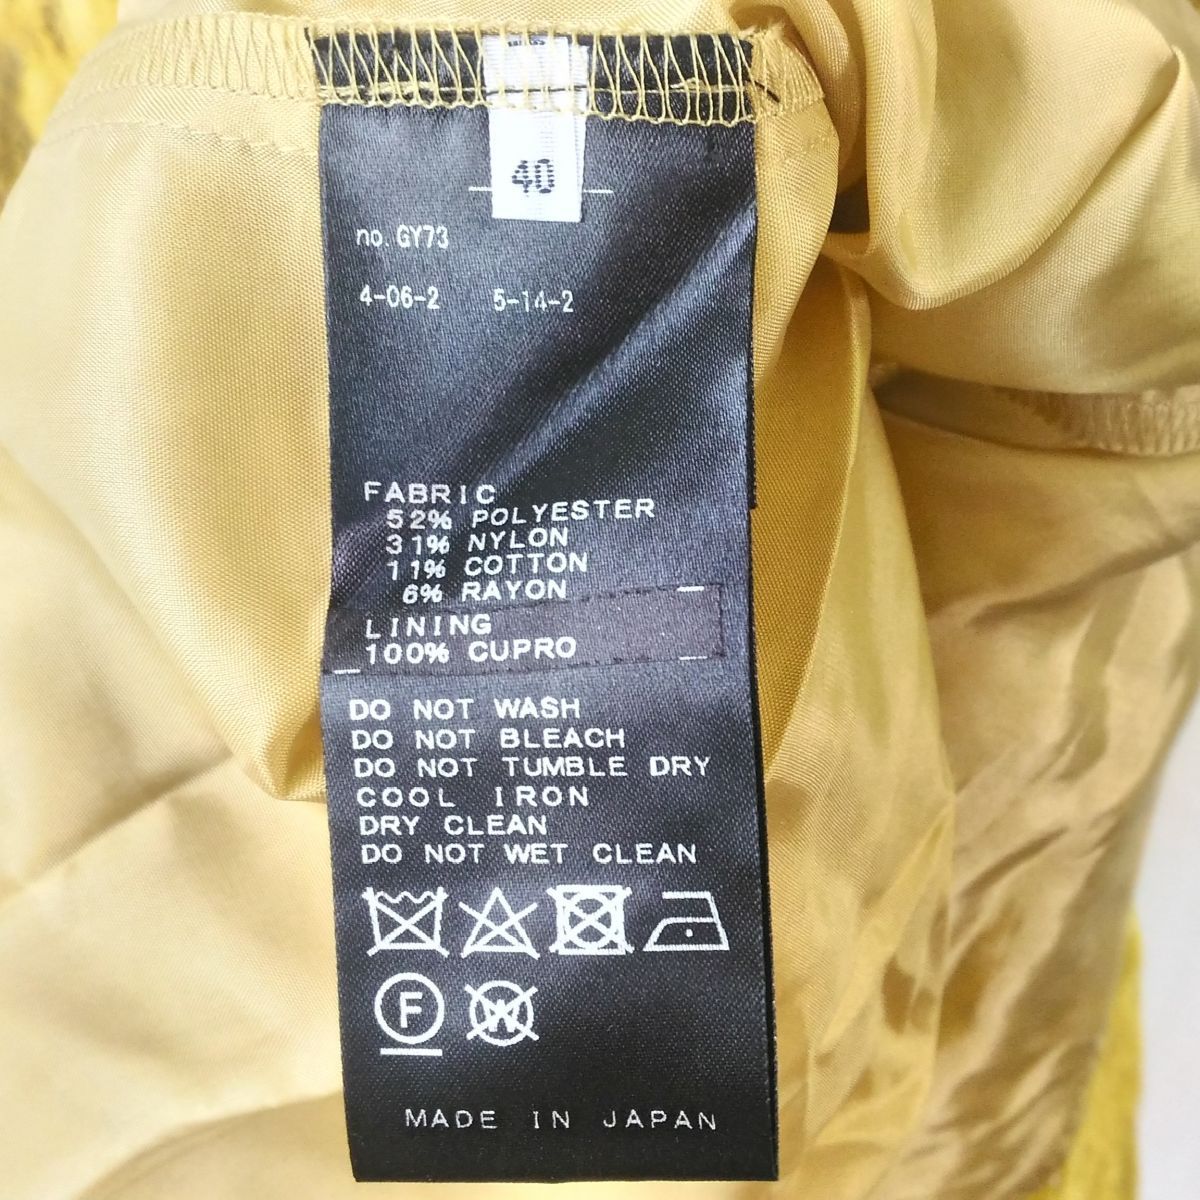 40
no. GY73
4-06-2 5-14-2
FABRIC
52% POLYESTER
31% NYLON
11% COTTON
6% RAYON
LINING
100% CUPRO
DO NOT WASH
DO NOT BLEACH
DO NOT TUMBLE DRY
COOL IRON
DRY CLEAN
DO NOT WET CLEAN
F W
MADE IN JAPAN